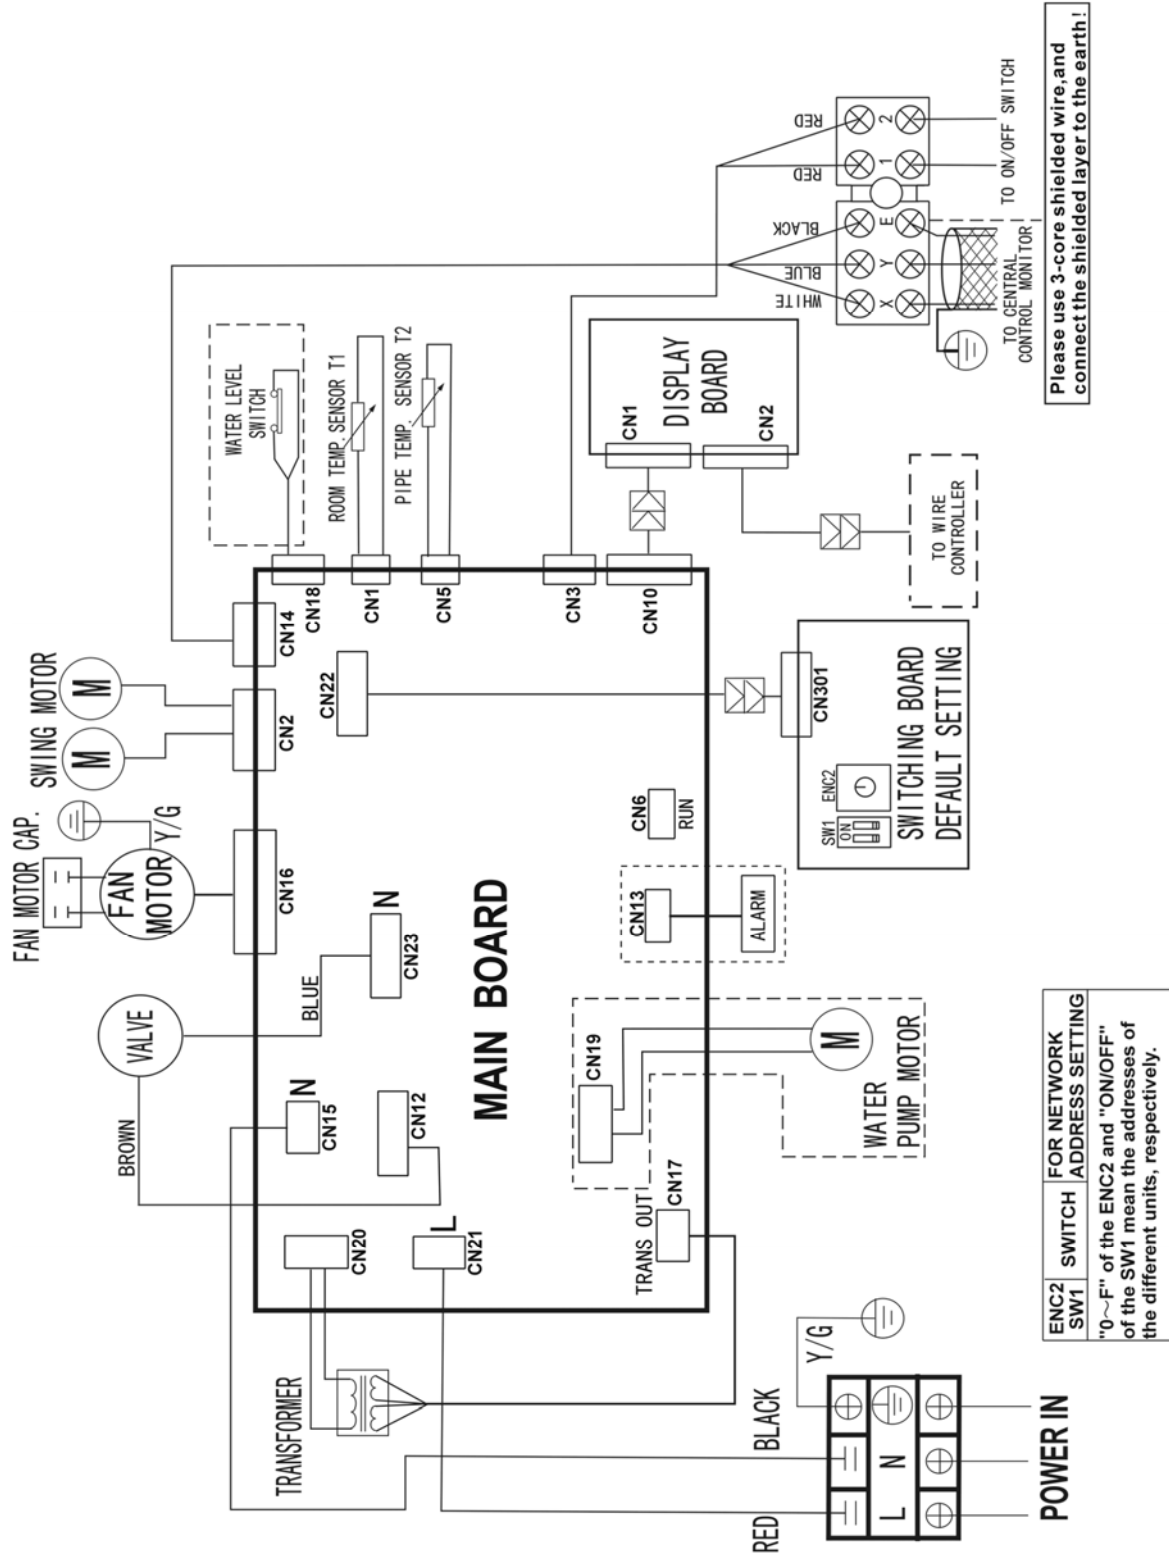 FAN MOTOR CAP.
SWING MOTOR
M
M
FAN
MOTOR
Y/G
VALVE
BROWN
BLUE
WATER LEVEL
SWITCH
ROOM TEMP. SENSOR T1
PIPE TEMP. SENSOR T2
CN16
CN2
CN14
CN18
CN1
CN5
CN3
CN10
CN22
CN15
N
CN12
CN23
N
CN20
CN21
L
MAIN BOARD
CN19
CN17
TRANS OUT
CN13
ALARM
CN6
RUN
TRANSFORMER
M
WATER
PUMP MOTOR
SW1
ON
ENC2
CN301
SWITCHING BOARD
DEFAULT SETTING
CN1
CN2
DISPLAY
BOARD
TO WIRE
CONTROLLER
WHITE
BLUE
BLACK
RED
RED
X
Y
E
1
2
TO CENTRAL
CONTROL MONITOR
TO ON/OFF SWITCH
RED
BLACK
Y/G
L
N
POWER IN
ENC2
SW1
SWITCH
FOR NETWORK
ADDRESS SETTING
"0～F" of the ENC2 and "ON/OFF"
of the SW1 mean the addresses of
the different units, respectively.
Please use 3-core shielded wire,and
connect the shielded layer to the earth!